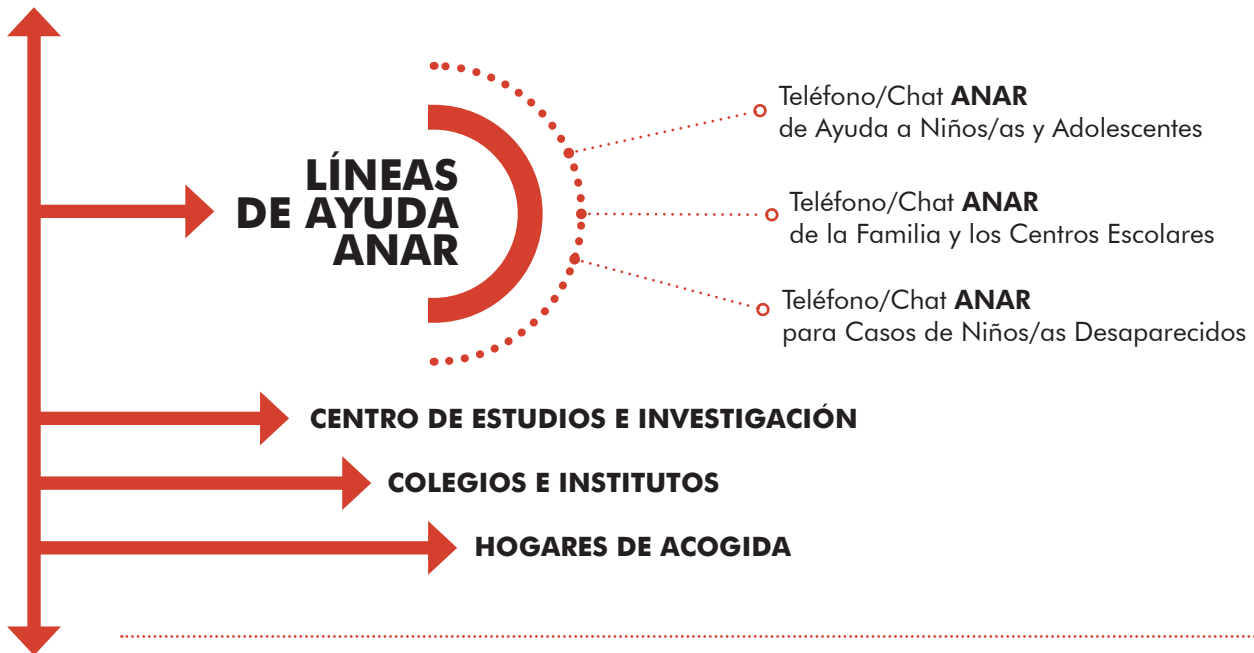 LÍNEAS
DE AYUDA
ANAR
Teléfono/Chat ANAR
de Ayuda a Niños/as y Adolescentes
Teléfono/Chat ANAR
de la Familia y los Centros Escolares
Teléfono/Chat ANAR
para Casos de Niños/as Desaparecidos
CENTRO DE ESTUDIOS E INVESTIGACIÓN
COLEGIOS E INSTITUTOS
HOGARES DE ACOGIDA